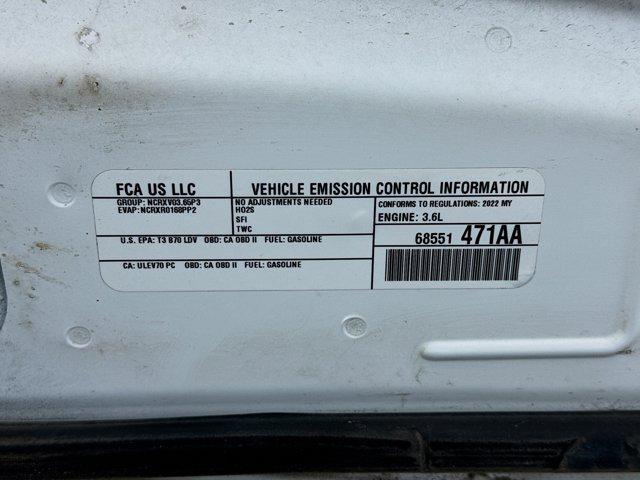 FCA US LLC
VEHICLE EMISSION CONTROL INFORMATION
GROUP: NCRXV03.65P3
EVAP: NCRXR0168PP2
NO ADJUSTMENTS NEEDED
HO2S
SFI
TWC
CONFORMS TO REGULATIONS: 2022 MY
ENGINE: 3.6L
U.S. EPA: T3 B70 LDV OBD: CA OBD II FUEL: GASOLINE
68551 471AA
CA: ULEV70 PC OBD: CA OBD II FUEL: GASOLINE